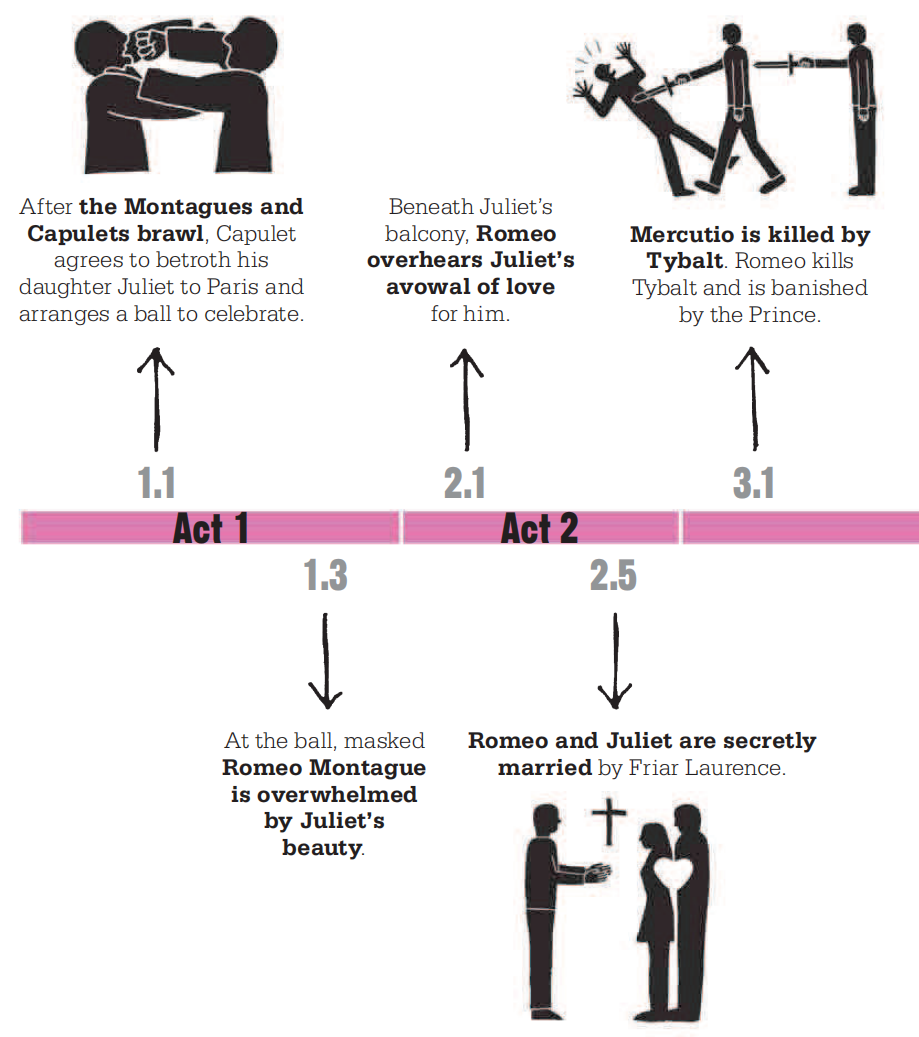 After the Montagues and
Capulets brawl, Capulet
agrees to betroth his
daughter Juliet to Paris and
arranges a ball to celebrate.
Beneath Juliet's
balcony, Romeo
overhears Juliet's
avowal of love
for him.
Mercutio is killed by
Tybalt. Romeo kills
Tybalt and is banished
by the Prince.
1.1
2.1
3.1
Act 1
Act 2
1.3
2.5
At the ball, masked
Romeo Montague
is overwhelmed
by Juliet's
beauty.
Romeo and Juliet are secretly
married by Friar Laurence.